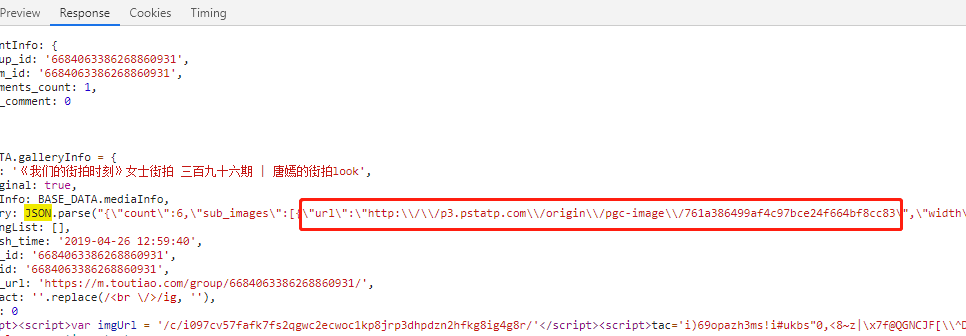 Preview Response Cookies Timing
ntInfo: {
up_id: '6684063386268860931',
m_id: '6684063386268860931',
ments_count: 1,
_comment: 0
TA.galleryInfo = {
: '《我们的街拍时刻》女士街拍 三百九十六期 | 唐嫣的街拍look',
ginal: true,
Info: BASE_DATA.mediaInfo,
ery: JSON.parse("{\"count\":6,\"sub_images\":[{\"url\":\"http:\\/\\/p3.pstatp.com\\/origin\\/pgc-image\\/761a386499af4c97bce24f664bf8cc83\",\"width\
ingList: [],
sh_time: '2019-04-26 12:59:40',
_id: '6684063386268860931',
id: '6684063386268860931',
_url: 'https://m.toutiao.com/group/6684063386268860931/',
act: ''.replace(/<br \/>/ig, ''),
: 0
ipt><script>var imgUrl = '/c/i097cv57fafk7fs2qgwc2ecwoc1kp8jrp3dhpdzn2hfkg8ig4g8r/'</script><script>tac='i)69opazh3ms!i#ukbs"0,<8~z|\x7f@QGNCJF[\\^D